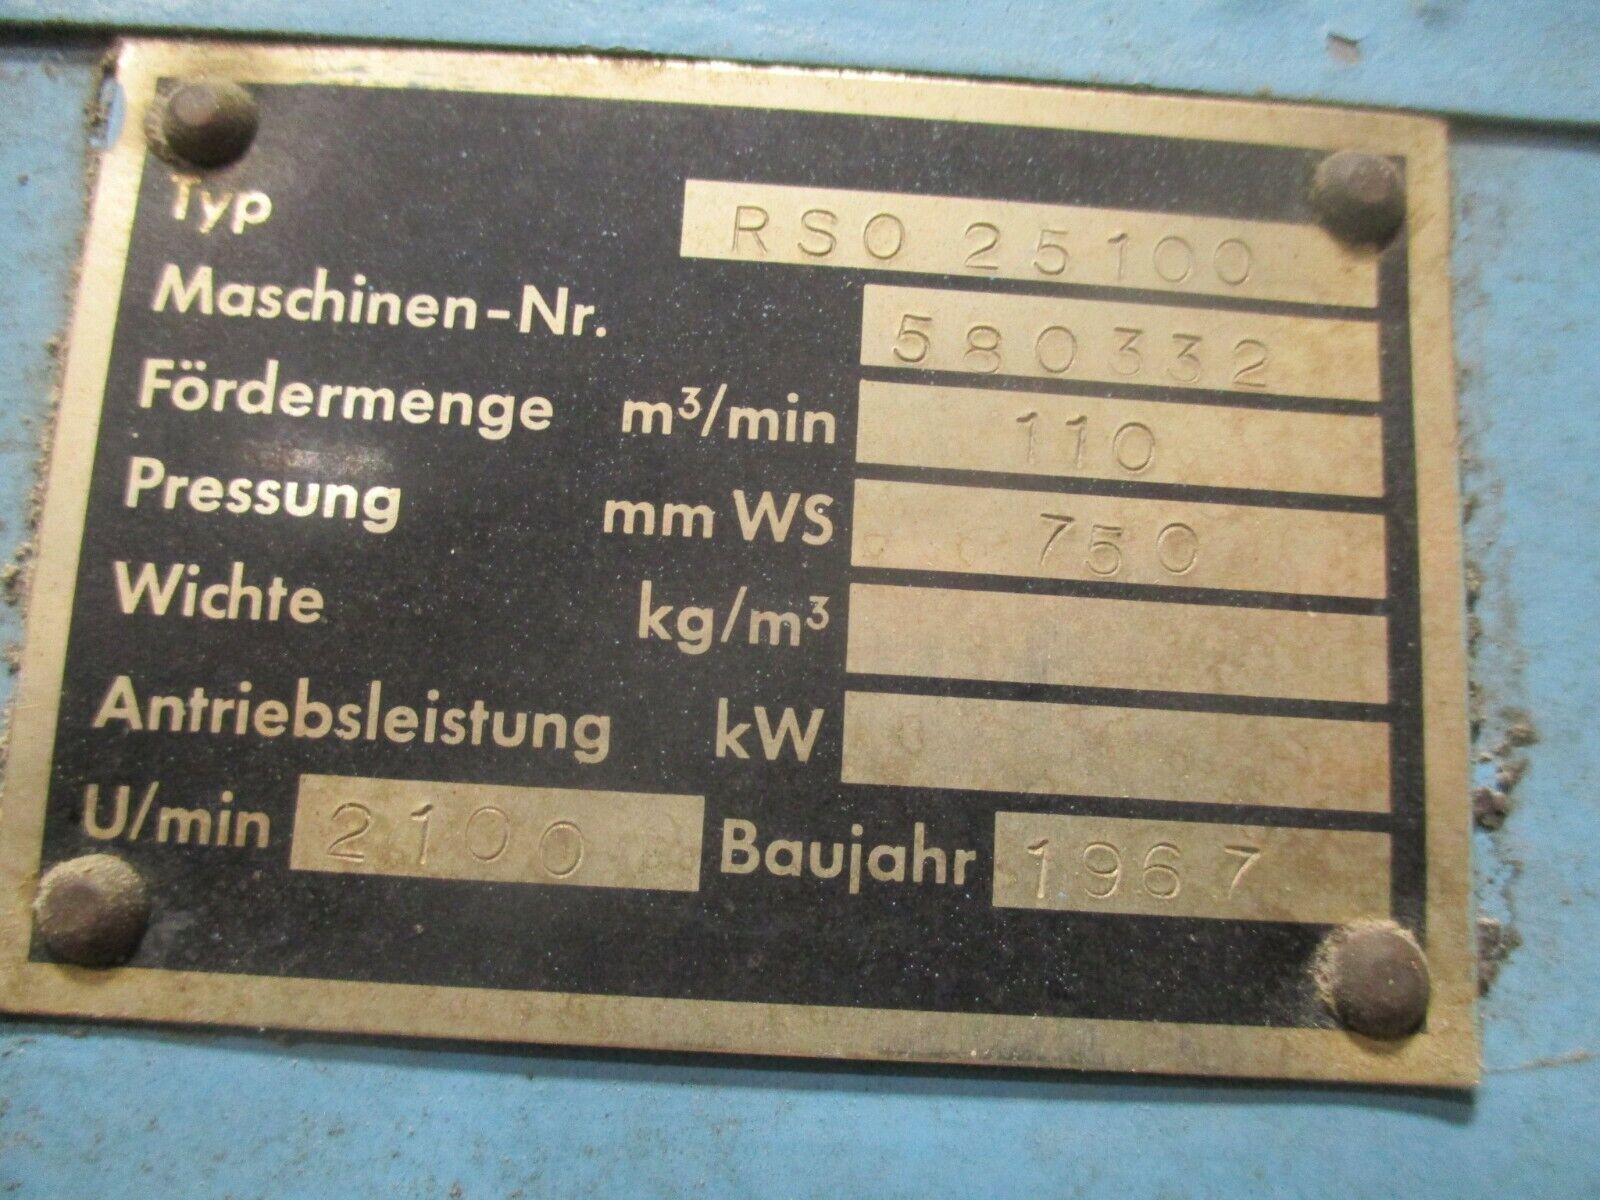 Typ RSO 25100
Maschinen-Nr. 580332
Fördermenge m³/min 110
Pressung mm WS 750
Wichte kg/m³
Antriebsleistung kW
U/min 2100 Baujahr 1967